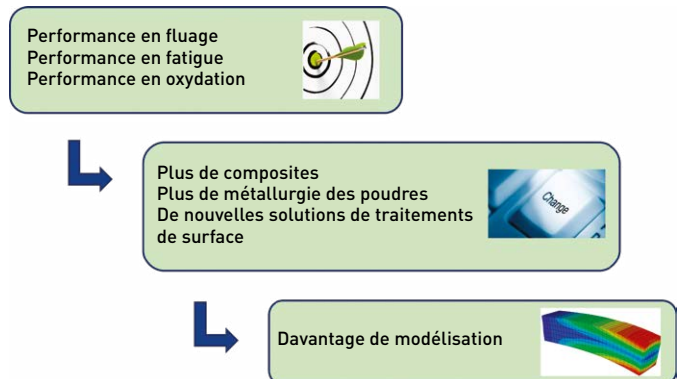 Performance en fluage
Performance en fatigue
Performance en oxydation
Plus de composites
Plus de métallurgie des poudres
De nouvelles solutions de traitements
de surface
Change
Davantage de modélisation